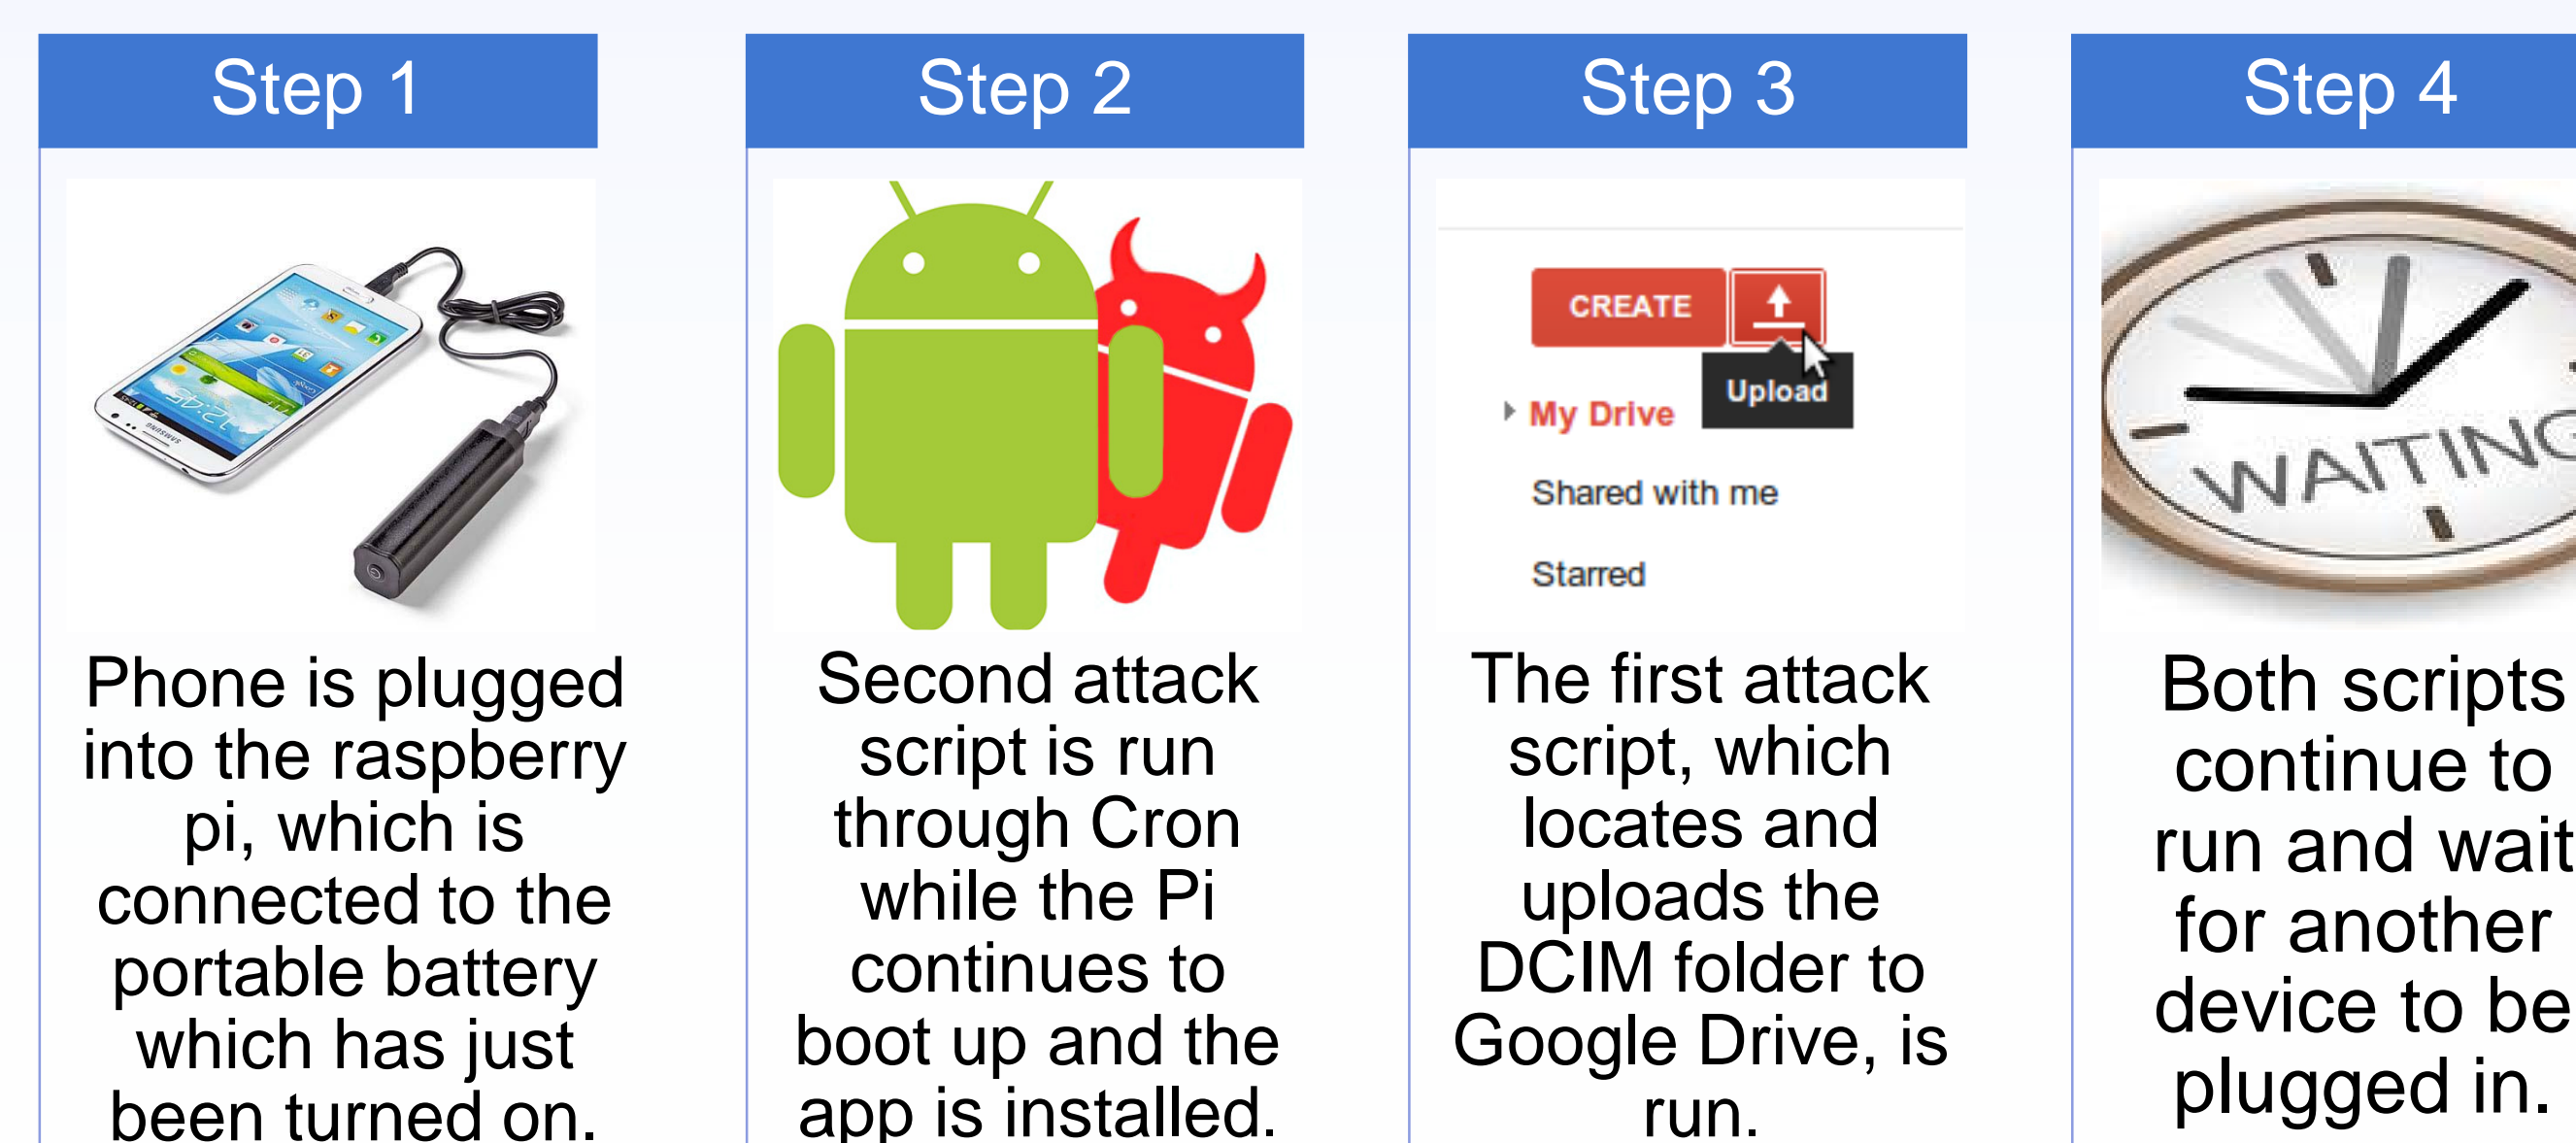 Step 1
Phone is plugged
into the raspberry
pi, which is
connected to the
portable battery
which has just
been turned on.
Step 2
Second attack
script is run
through Cron
while the Pi
continues to
boot up and the
app is installed.
Step 3
CREATE
Upload
My Drive
Shared with me
Starred
The first attack
script, which
locates and
uploads the
DCIM folder to
Google Drive, is
run.
Step 4
WAITING
Both scripts
continue to
run and wait
for another
device to be
plugged in.